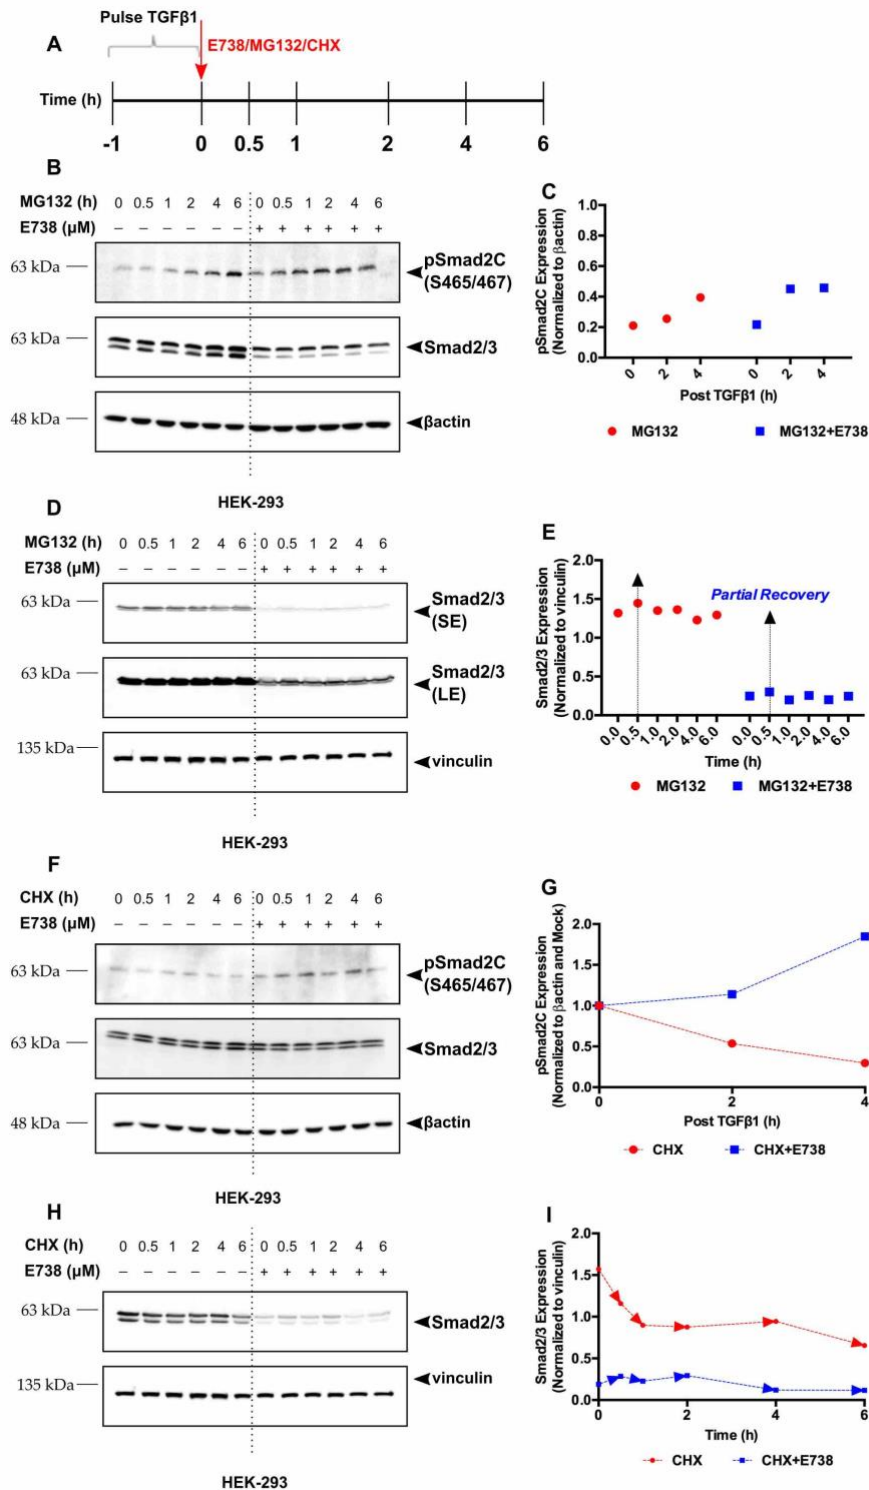 Pulse TGFβ1
A
E738/MG132/CHX
Time (h)
-1 0 0.5 1 2 4 6
B
MG132 (h) 0 0.5 1 2 4 6 0 0.5 1 2 4 6
E738 (µM) – – – – – – + + + + + +
63 kDa
pSmad2C
(S465/467)
63 kDa
Smad2/3
48 kDa
βactin
HEK-293
C
pSmad2C Expression
(Normalized to βactin)
1.0
0.8
0.6
0.4
0.2
0.0
0 2 4 0 2 4
Post TGFβ1 (h)
MG132 MG132+E738
D
MG132 (h) 0 0.5 1 2 4 6 0 0.5 1 2 4 6
E738 (µM) – – – – – – + + + + + +
63 kDa
Smad2/3
(SE)
63 kDa
Smad2/3
(LE)
135 kDa
vinculin
HEK-293
E
Smad2/3 Expression
(Normalized to vinculin)
2.0
1.5
1.0
0.5
0.0
Partial Recovery
0.0 0.5 1.0 2.0 4.0 6.0 0.0 0.5 1.0 2.0 4.0 6.0
Time (h)
MG132 MG132+E738
F
CHX (h) 0 0.5 1 2 4 6 0 0.5 1 2 4 6
E738 (µM) – – – – – – + + + + + +
63 kDa
pSmad2C
(S465/467)
63 kDa
Smad2/3
48 kDa
βactin
HEK-293
G
pSmad2C Expression
(Normalized to βactin and Mock)
2.0
1.5
1.0
0.5
0.0
0 2 4
Post TGFβ1 (h)
CHX CHX+E738
H
CHX (h) 0 0.5 1 2 4 6 0 0.5 1 2 4 6
E738 (µM) – – – – – – + + + + + +
63 kDa
Smad2/3
135 kDa
vinculin
HEK-293
I
Smad2/3 Expression
(Normalized to vinculin)
2.0
1.5
1.0
0.5
0.0
0 2 4 6
Time (h)
CHX CHX+E738